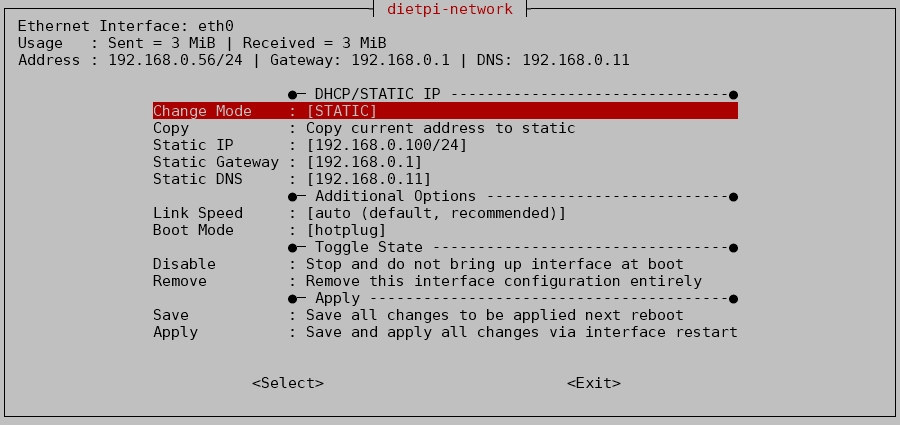 dietpi-network
Ethernet Interface: eth0
Usage   : Sent = 3 MiB | Received = 3 MiB
Address : 192.168.0.56/24 | Gateway: 192.168.0.1 | DNS: 192.168.0.11
●─ DHCP/STATIC IP -------------------------------●
Change Mode    : [STATIC]
Copy           : Copy current address to static
Static IP      : [192.168.0.100/24]
Static Gateway : [192.168.0.1]
Static DNS     : [192.168.0.11]
●─ Additional Options ---------------------------●
Link Speed     : [auto (default, recommended)]
Boot Mode      : [hotplug]
●─ Toggle State ---------------------------------●
Disable        : Stop and do not bring up interface at boot
Remove         : Remove this interface configuration entirely
●─ Apply ----------------------------------------●
Save           : Save all changes to be applied next reboot
Apply          : Save and apply all changes via interface restart
<Select> <Exit>